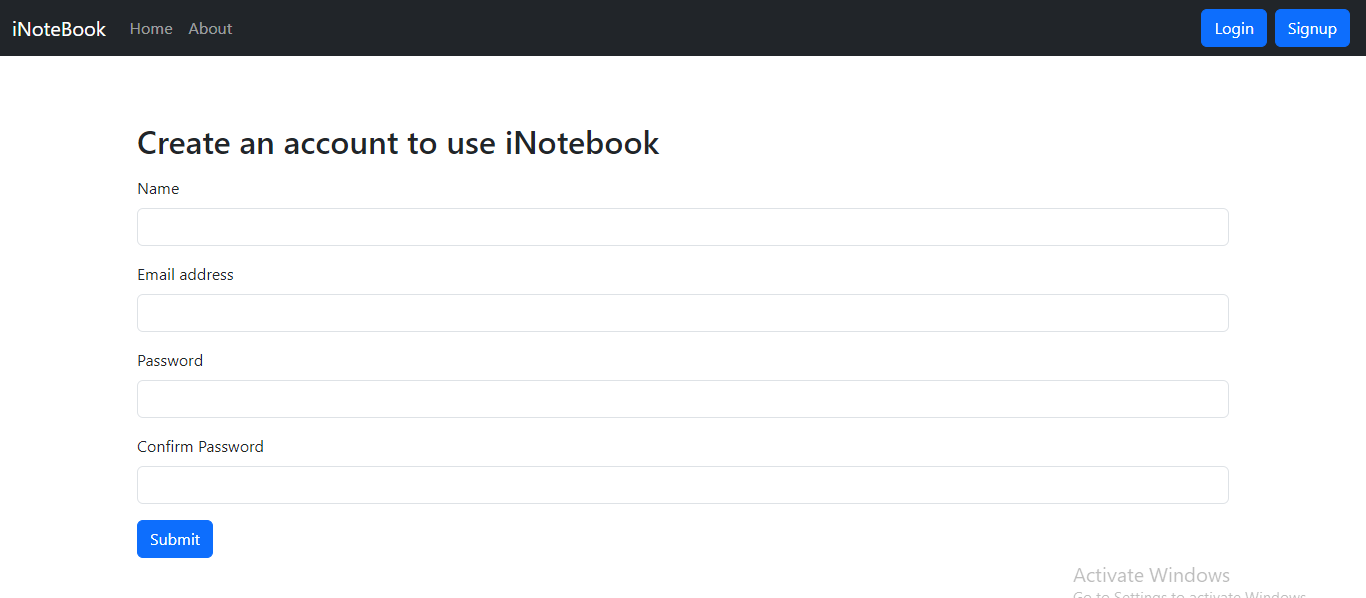 iNoteBook Home About Login Signup
Create an account to use iNotebook
Name
Email address
Password
Confirm Password
Submit
Activate Windows
Go to Settings to activate Windows.